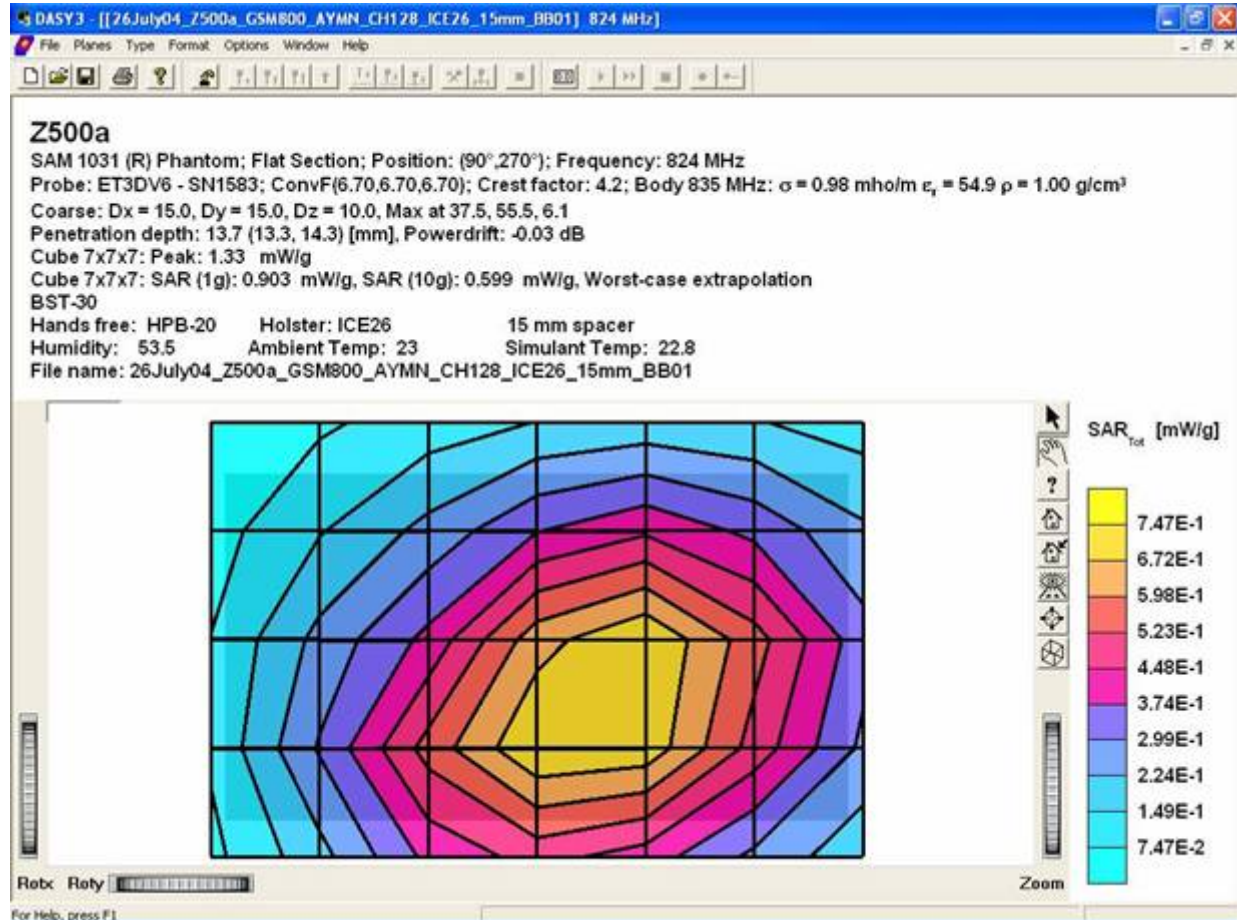 DASY3 - [[26July04_Z500a_GSM800_AYMN_CH128_ICE26_15mm_BB01] 824 MHz]
File Planes Type Format Options Window Help
Z500a
SAM 1031 (R) Phantom; Flat Section; Position: (90°,270°); Frequency: 824 MHz
Probe: ET3DV6 - SN1583; ConvF(6.70,6.70,6.70); Crest factor: 4.2; Body 835 MHz: σ = 0.98 mho/m εr = 54.9 ρ = 1.00 g/cm³
Coarse: Dx = 15.0, Dy = 15.0, Dz = 10.0, Max at 37.5, 55.5, 6.1
Penetration depth: 13.7 (13.3, 14.3) [mm], Powerdrift: -0.03 dB
Cube 7x7x7: Peak: 1.33 mW/g
Cube 7x7x7: SAR (1g): 0.903 mW/g, SAR (10g): 0.599 mW/g, Worst-case extrapolation
BST-30
Hands free: HPB-20 Holster: ICE26 15 mm spacer
Humidity: 53.5 Ambient Temp: 23 Simulant Temp: 22.8
File name: 26July04_Z500a_GSM800_AYMN_CH128_ICE26_15mm_BB01
SARTot [mW/g]
7.47E-1
6.72E-1
5.98E-1
5.23E-1
4.48E-1
3.74E-1
2.99E-1
2.24E-1
1.49E-1
7.47E-2
Rotx Roty Zoom
For Help, press F1